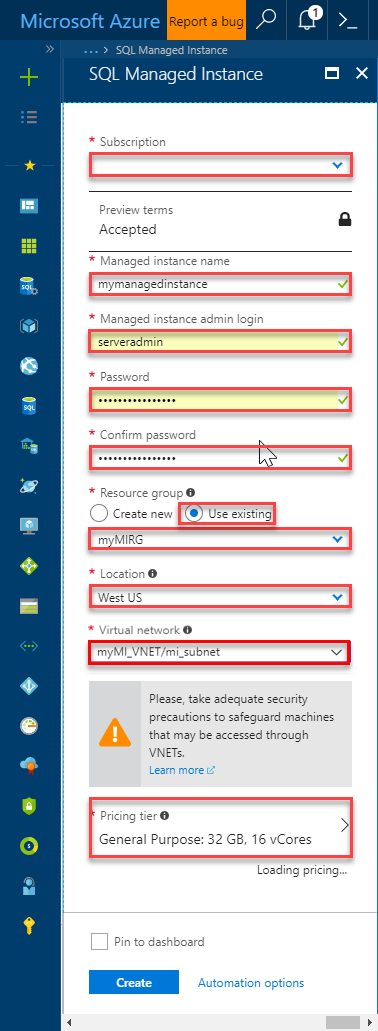 Microsoft Azure
Report a bug
1
... > SQL Managed Instance
SQL Managed Instance
* Subscription
Preview terms
Accepted
* Managed instance name
mymanagedinstance
* Managed instance admin login
serveradmin
* Password
••••••••••••••••
* Confirm password
••••••••••••••••
* Resource group
Create new
Use existing
myMIRG
* Location
West US
* Virtual network
myMI_VNET/mi_subnet
Please, take adequate security
precautions to safeguard machines
that may be accessed through
VNETs.
Learn more
* Pricing tier
General Purpose: 32 GB, 16 vCores
Loading pricing...
Pin to dashboard
Create
Automation options
SQL
SQL